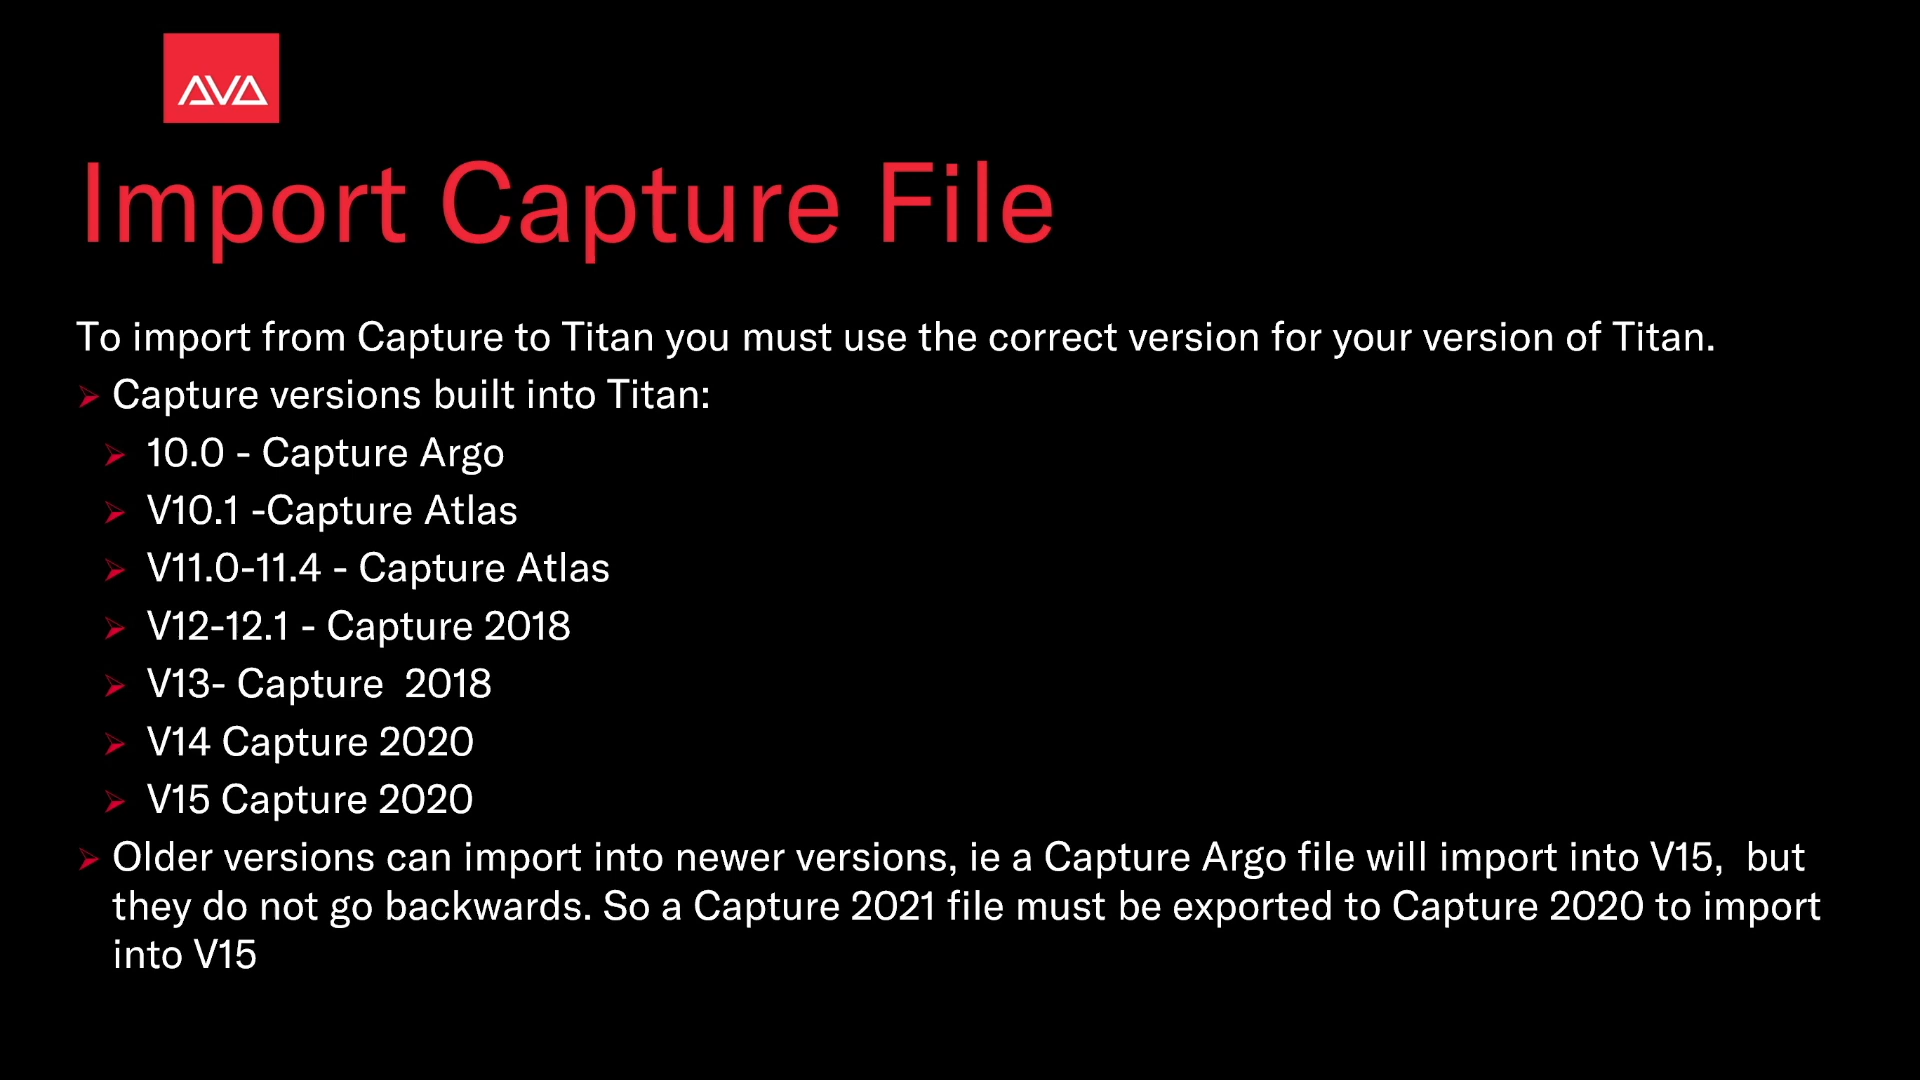 AVA
Import Capture File
To import from Capture to Titan you must use the correct version for your version of Titan.
Capture versions built into Titan:
10.0 - Capture Argo
V10.1 -Capture Atlas
V11.0-11.4 - Capture Atlas
V12-12.1 - Capture 2018
V13- Capture  2018
V14 Capture 2020
V15 Capture 2020
Older versions can import into newer versions, ie a Capture Argo file will import into V15,  but
they do not go backwards. So a Capture 2021 file must be exported to Capture 2020 to import
into V15